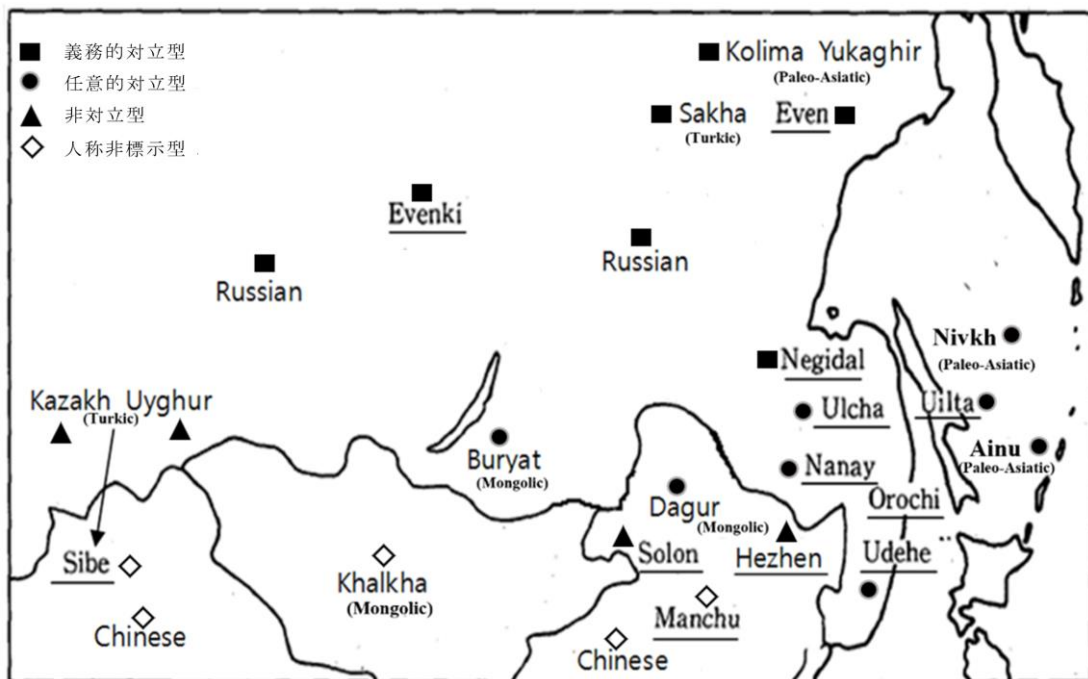 義務的対立型
任意的対立型
非対立型
人称非標示型
Kolima Yukaghir
(Paleo-Asiatic)
Sakha
(Turkic)
Even
Evenki
Russian
Russian
Nivkh
(Paleo-Asiatic)
Negidal
Kazakh Uyghur
(Turkic)
Ulcha
Uilta
Ainu
(Paleo-Asiatic)
Buryat
(Mongolic)
Nanay
Dagur
(Mongolic)
Orochi
Sibe
Solon
Hezhen
Udehe
Khalkha
(Mongolic)
Manchu
Chinese
Chinese